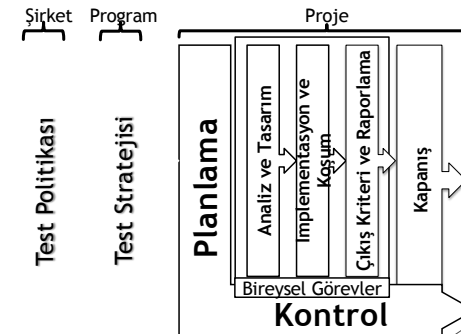 Şirket
Program
Proje
Test Politikası
Test Stratejisi
Planlama
Analiz ve Tasarım
Implementasyon ve
Koşum
Çıkış Kriteri ve Raporlama
Kapanış
Bireysel Görevler
Kontrol